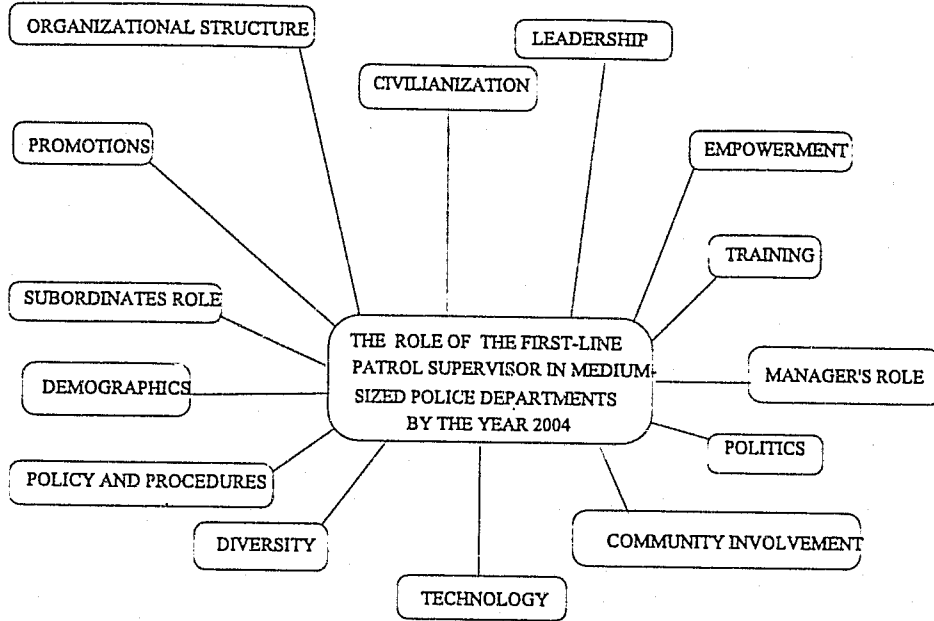 ORGANIZATIONAL STRUCTURE
LEADERSHIP
CIVILIANIZATION
PROMOTIONS
EMPOWERMENT
TRAINING
SUBORDINATES ROLE
THE ROLE OF THE FIRST-LINE
PATROL SUPERVISOR IN MEDIUM-
SIZED POLICE DEPARTMENTS
BY THE YEAR 2004
MANAGER'S ROLE
DEMOGRAPHICS
POLITICS
POLICY AND PROCEDURES
DIVERSITY
COMMUNITY INVOLVEMENT
TECHNOLOGY